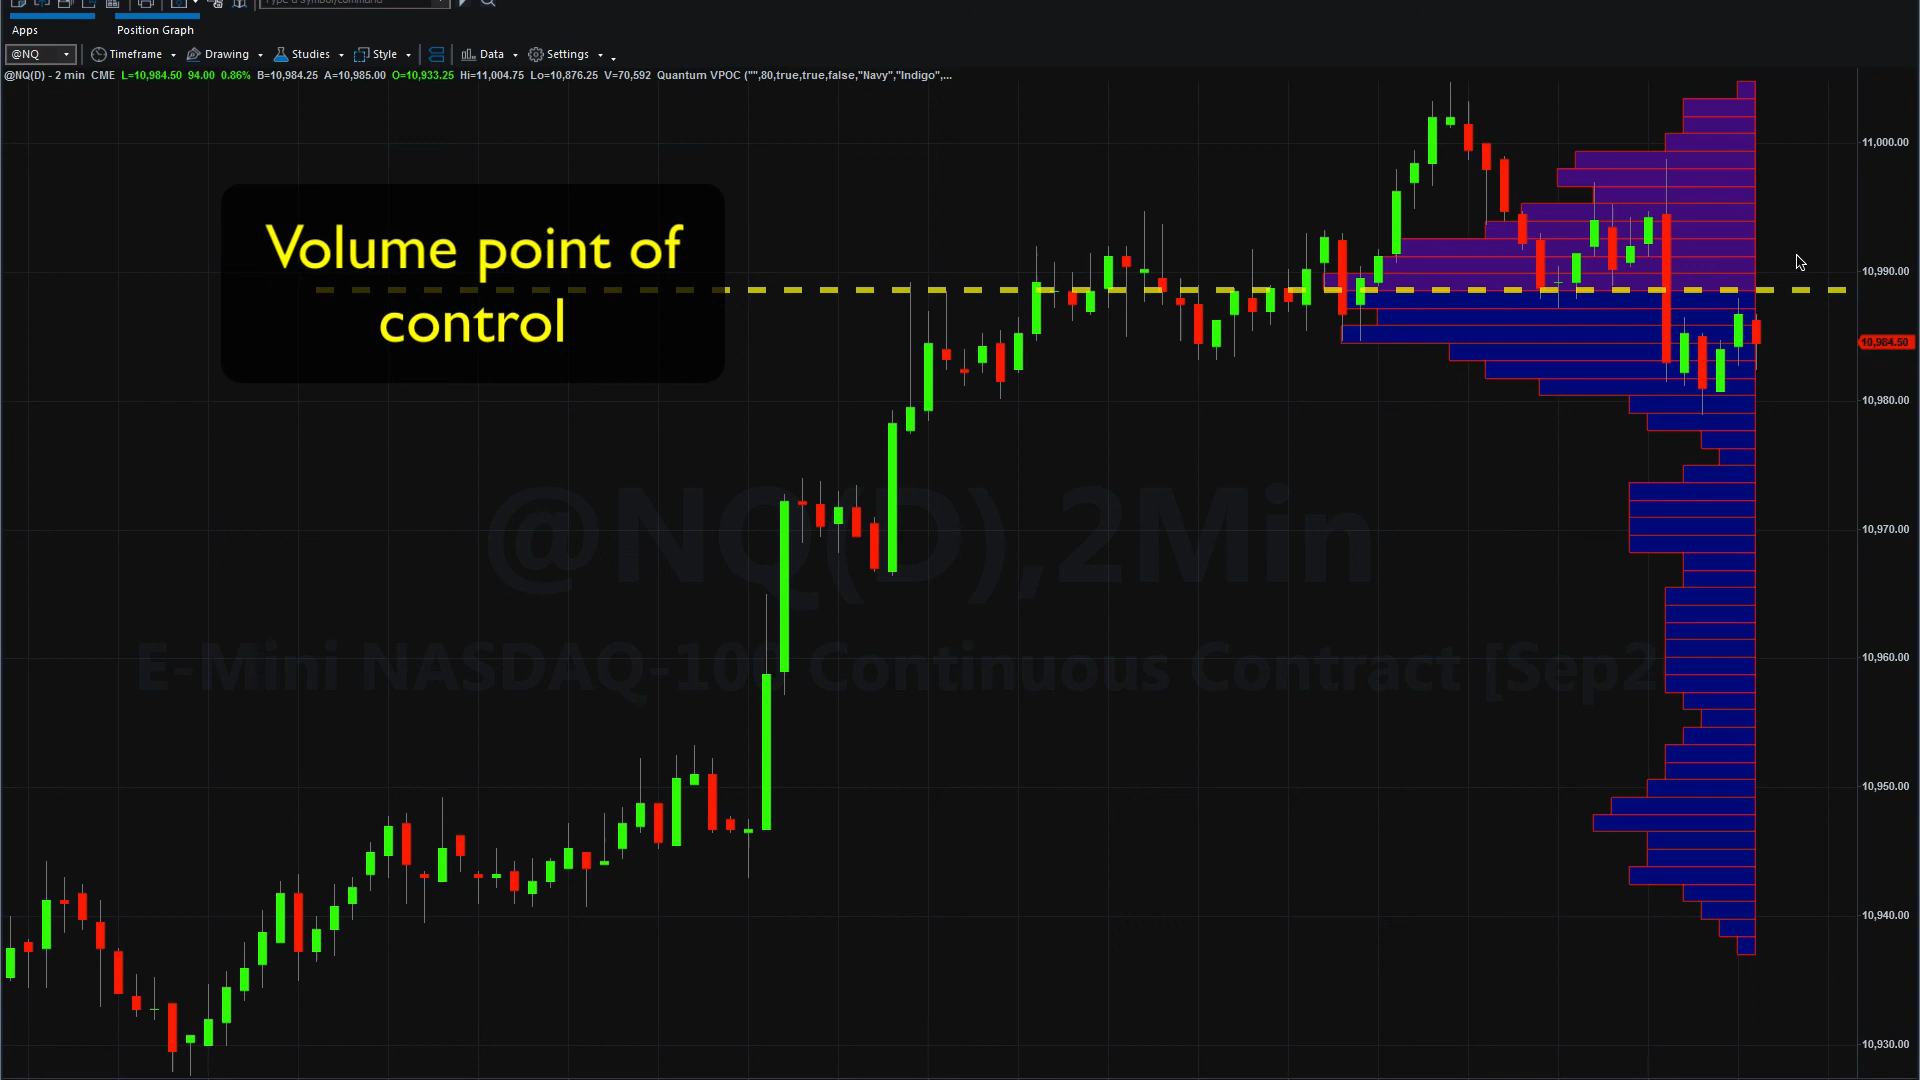 Apps
Position Graph
@NQ
Timeframe
Drawing
Studies
Style
Data
Settings
@NQ(D) - 2 min CME L=10,984.50 94.00 0.86% B=10,984.25 A=10,985.00 O=10,933.25 Hi=11,004.75 Lo=10,876.25 V=70,592 Quantum VPOC ("",80,true,true,false,"Navy","Indigo",...
Volume point of
control
@NQ(D),2Min
E-Mini NASDAQ-100 Continuous Contract [Sep2
11,000.00
10,990.00
10,984.50
10,980.00
10,970.00
10,960.00
10,950.00
10,940.00
10,930.00